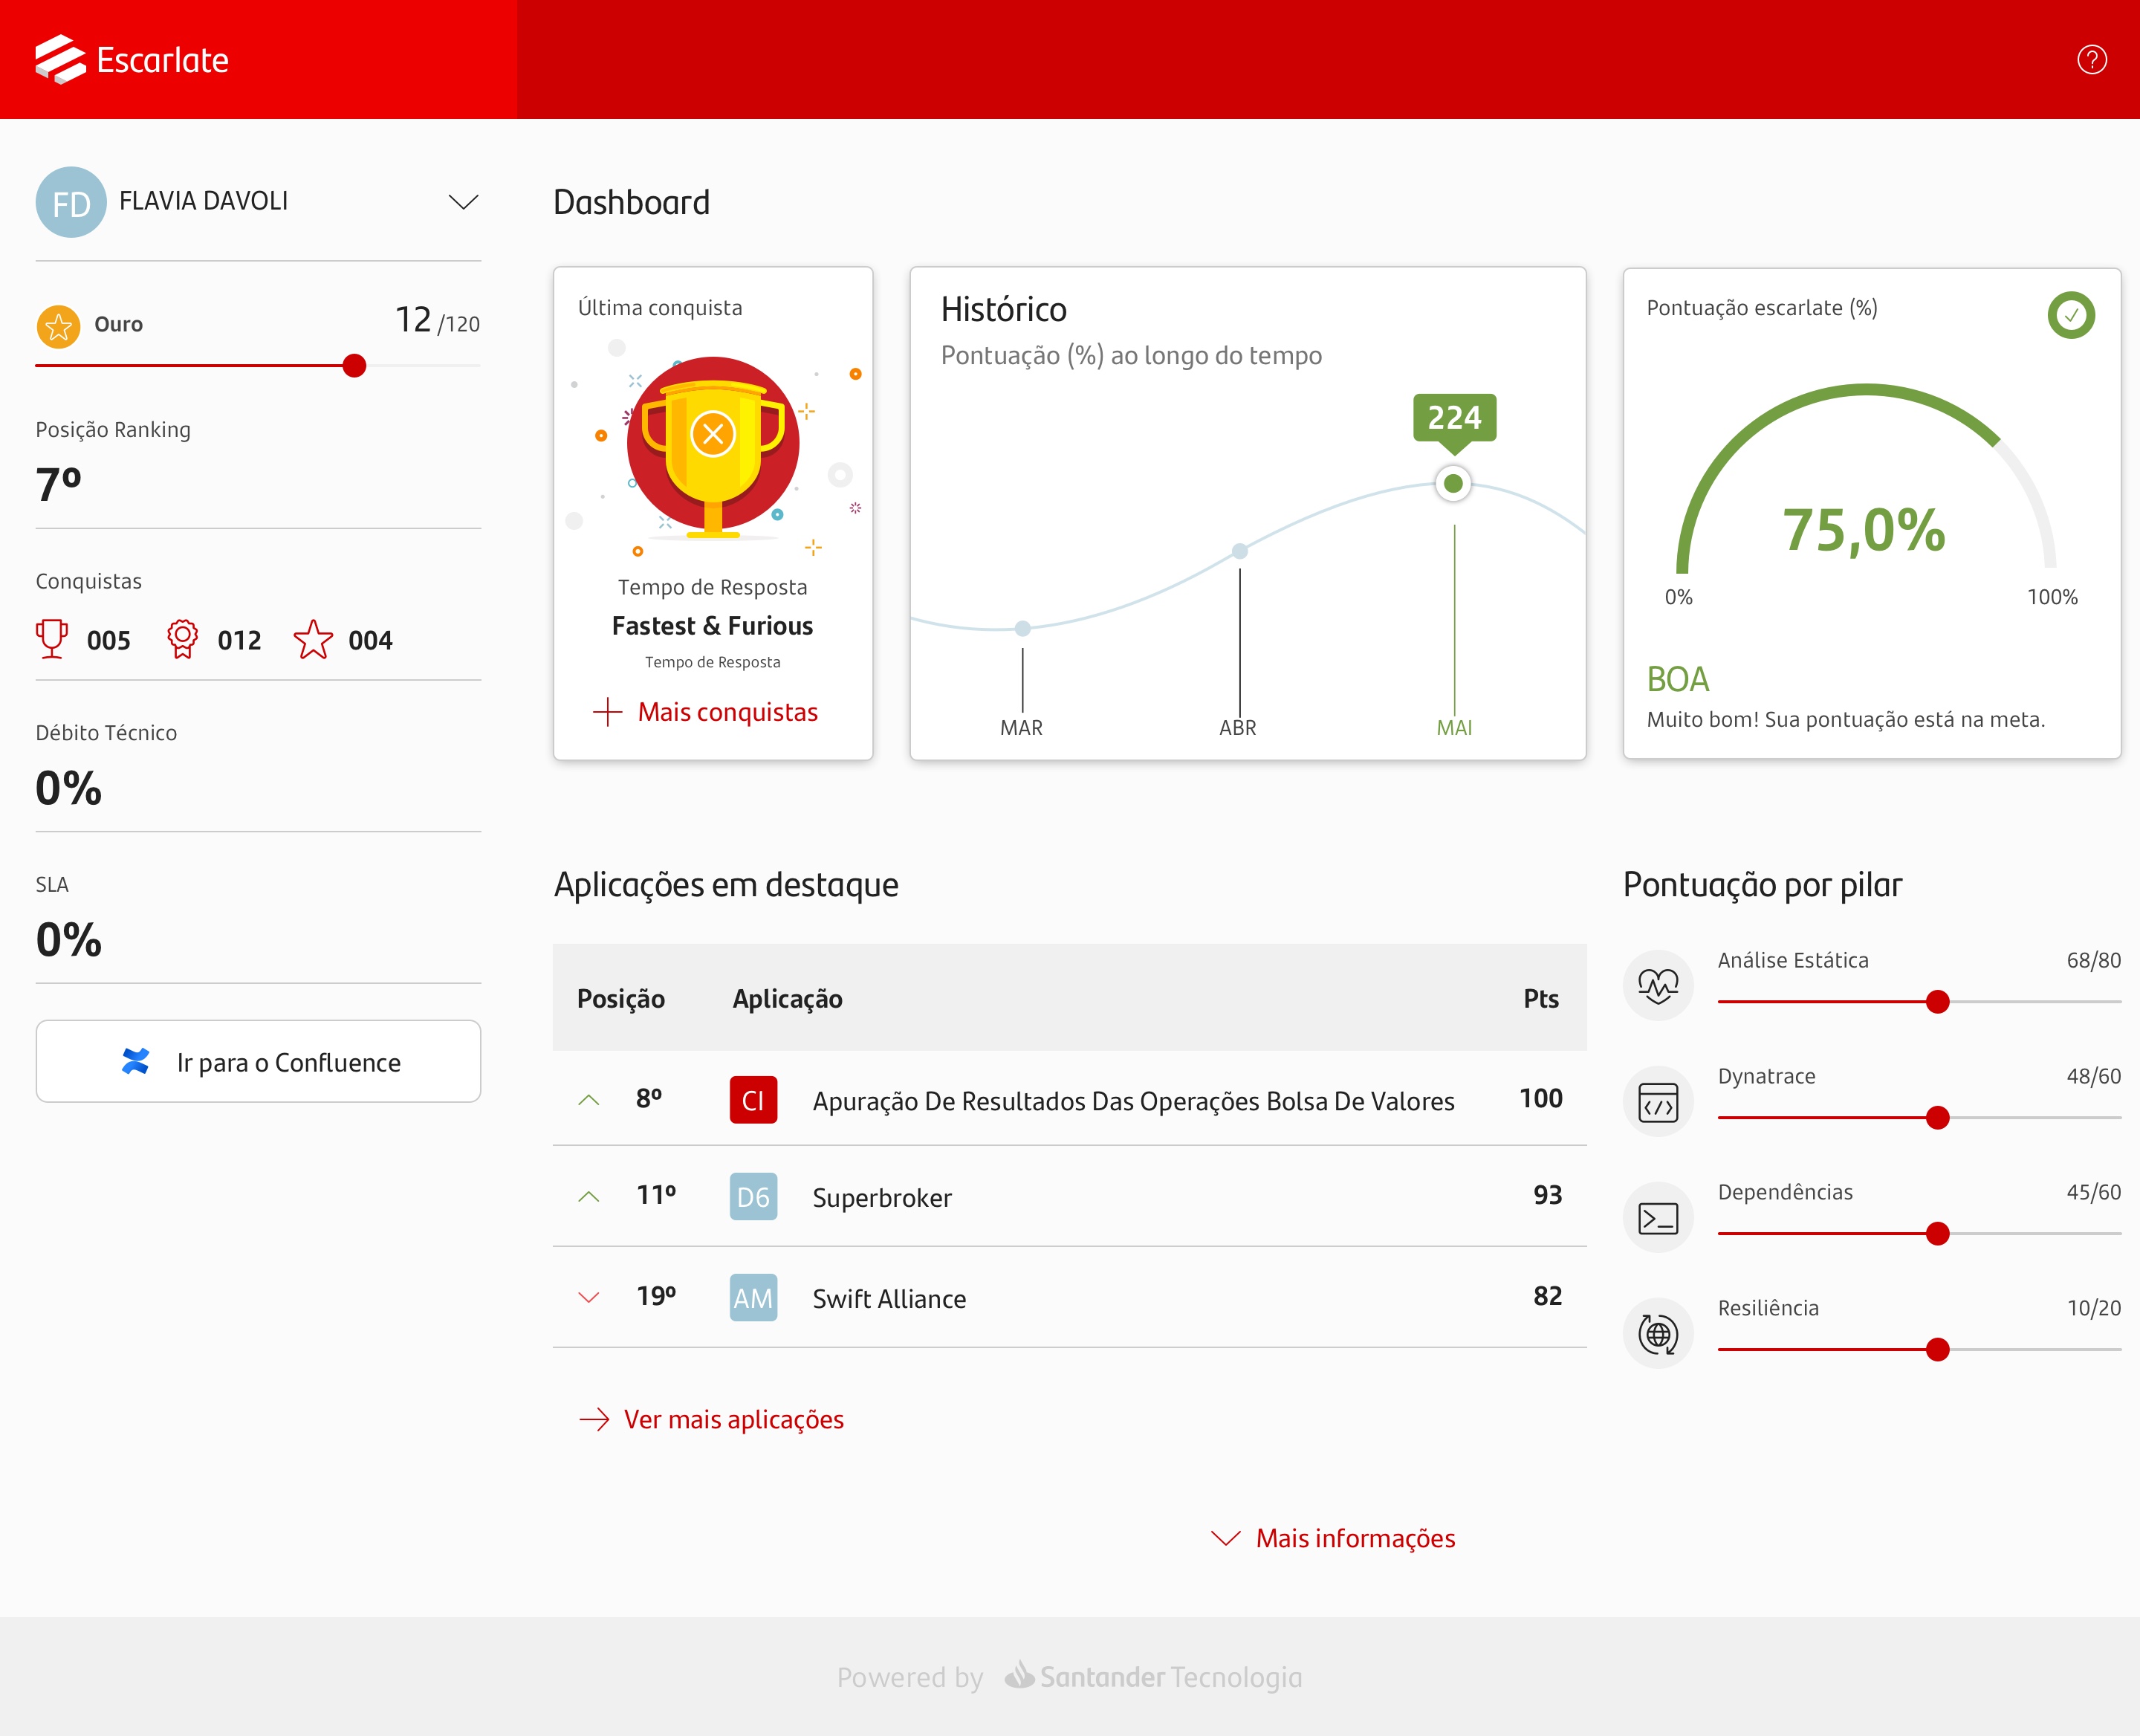 Escarlate
?
FD FLAVIA DAVOLI
Ouro 12 /120
Posição Ranking
7º
Conquistas
005 012 004
Débito Técnico
0%
SLA
0%
Ir para o Confluence
Dashboard
Última conquista
Tempo de Resposta
Fastest & Furious
Tempo de Resposta
Mais conquistas
Histórico
Pontuação (%) ao longo do tempo
224
MAR ABR MAI
Pontuação escarlate (%)
75,0%
0% 100%
BOA
Muito bom! Sua pontuação está na meta.
Aplicações em destaque
Posição Aplicação Pts
8º CI Apuração De Resultados Das Operações Bolsa De Valores 100
11º D6 Superbroker 93
19º AM Swift Alliance 82
Ver mais aplicações
Pontuação por pilar
Análise Estática 68/80
Dynatrace 48/60
Dependências 45/60
Resiliência 10/20
Mais informações
Powered by Santander Tecnologia